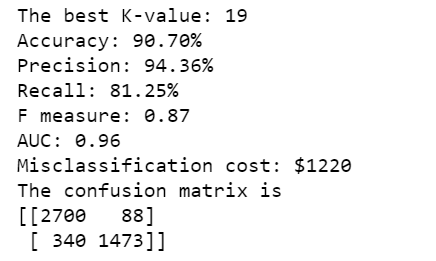 The best K-value: 19
Accuracy: 90.70%
Precision: 94.36%
Recall: 81.25%
F measure: 0.87
AUC: 0.96
Misclassification cost: $1220
The confusion matrix is
[[2700   88]
 [ 340 1473]]